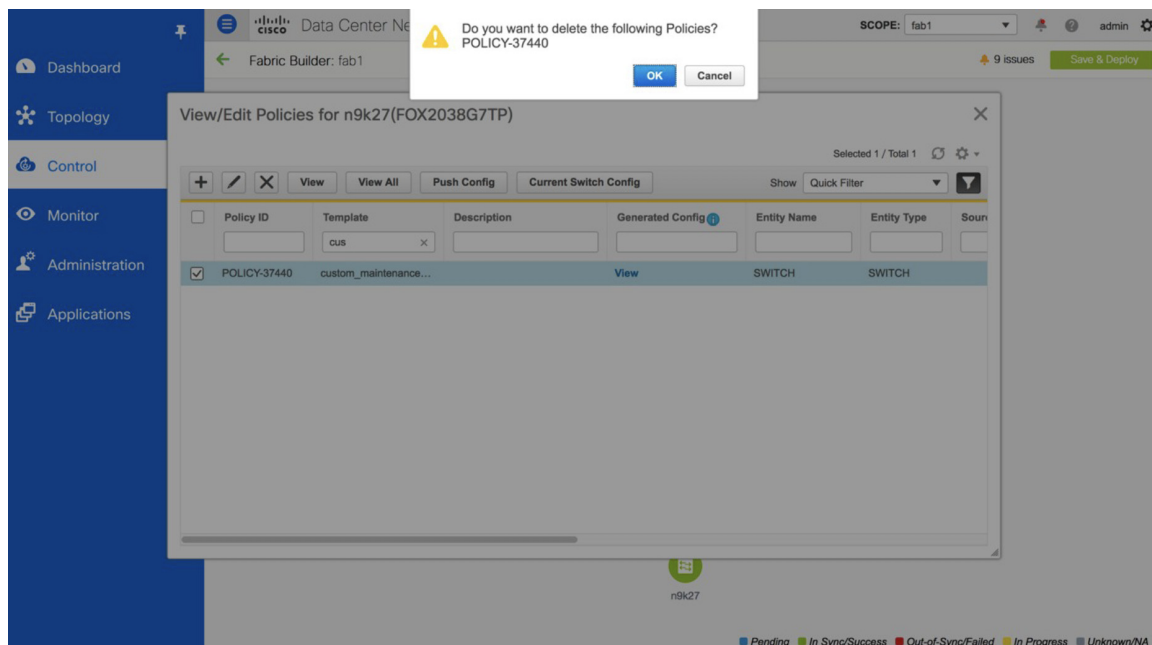 Do you want to delete the following Policies?
POLICY-37440
OK Cancel
cisco Data Center Ne
SCOPE: fab1 admin
Fabric Builder: fab1 9 issues Save & Deploy
Dashboard
Topology
Control
Monitor
Administration
Applications
View/Edit Policies for n9k27(FOX2038G7TP)
Selected 1 / Total 1
View View All Push Config Current Switch Config Show Quick Filter
Policy ID Template Description Generated Config Entity Name Entity Type Sour
cus
POLICY-37440 custom_maintenance... View SWITCH SWITCH
n9k27
Pending In Sync/Success Out-of-Sync/Failed In Progress Unknown/NA